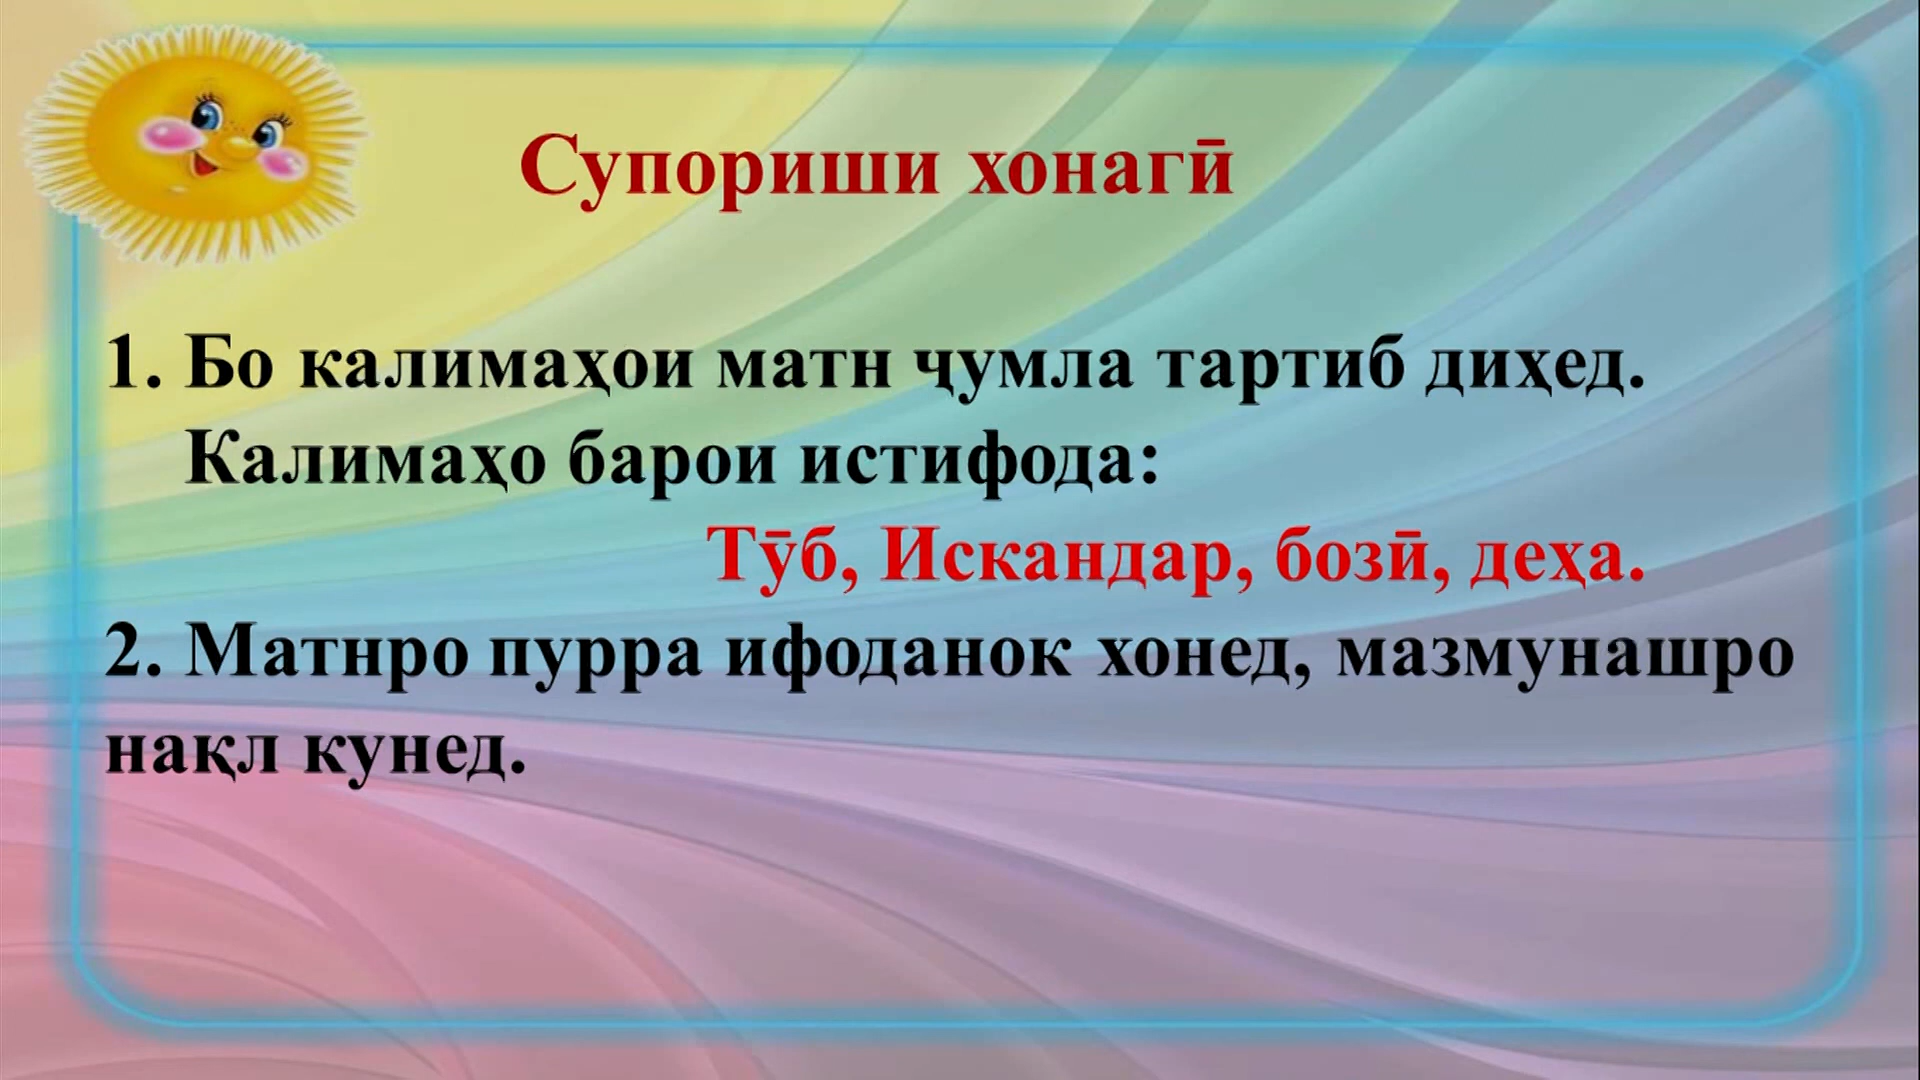 Супориши хонагӣ
1. Бо калимаҳои матн ҷумла тартиб диҳед.
Калимаҳо барои истифода:
Тӯб, Искандар, бозӣ, деҳа.
2. Матнро пурра ифоданок хонед, мазмунашро
нақл кунед.